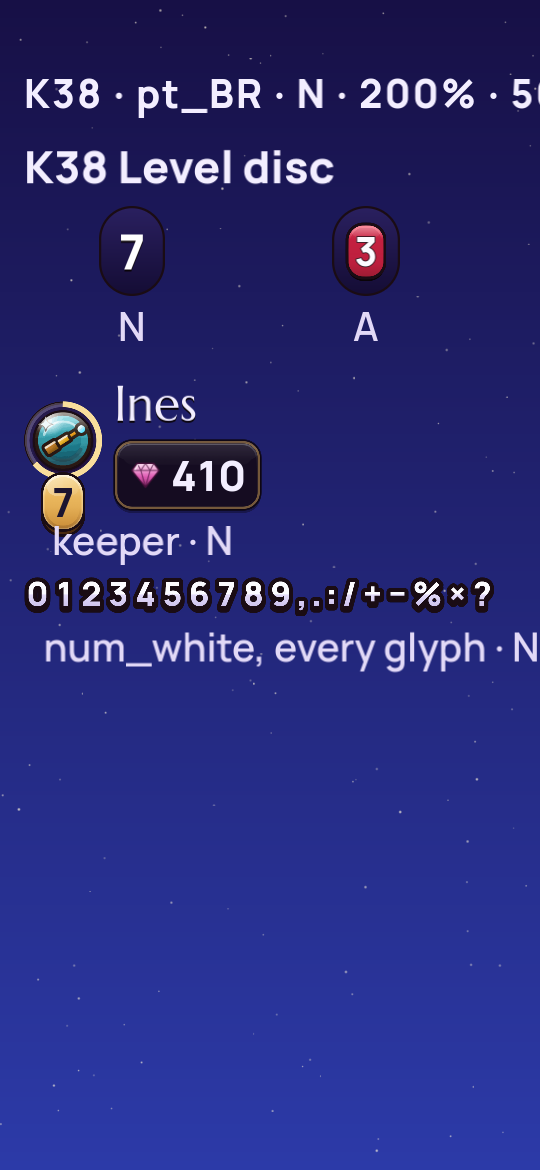 K38 · pt_BR · N · 200% · 5
K38 Level disc
7 3
N A
Ines
410
7
keeper · N
0123456789,.:/+−%×?
num_white, every glyph · N